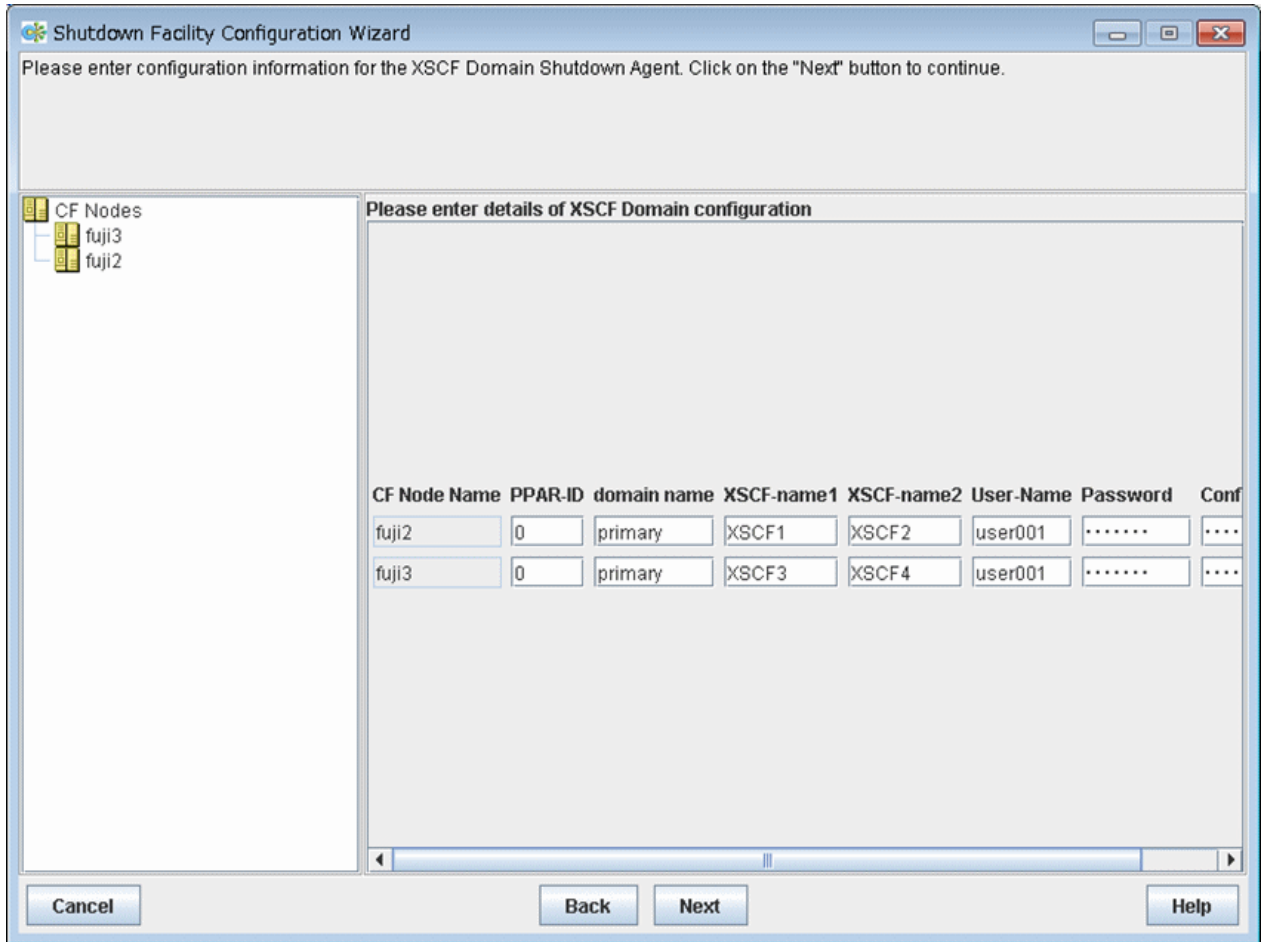 Shutdown Facility Configuration Wizard
Please enter configuration information for the XSCF Domain Shutdown Agent. Click on the "Next" button to continue.
CF Nodes
fuji3
fuji2
Please enter details of XSCF Domain configuration
CF Node Name PPAR-ID domain name XSCF-name1 XSCF-name2 User-Name Password Conf
fuji2 0 primary XSCF1 XSCF2 user001 ······· ····
fuji3 0 primary XSCF3 XSCF4 user001 ······· ····
Cancel Back Next Help